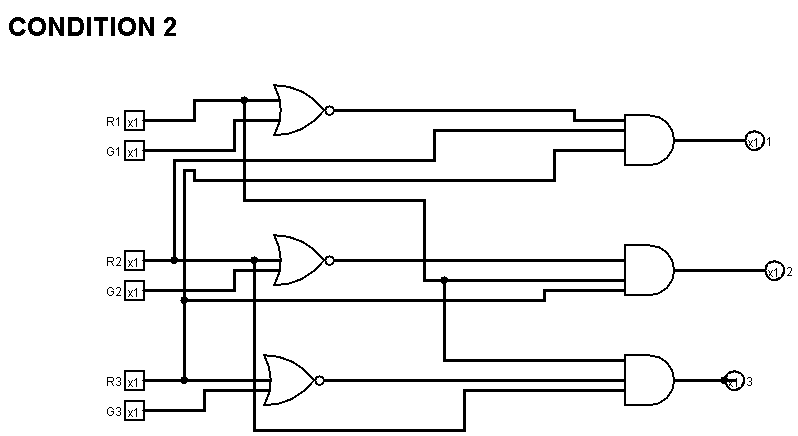 CONDITION 2
R1 x1
G1 x1
x1 1
R2 x1
G2 x1
x1 2
R3 x1
G3 x1
x1 3